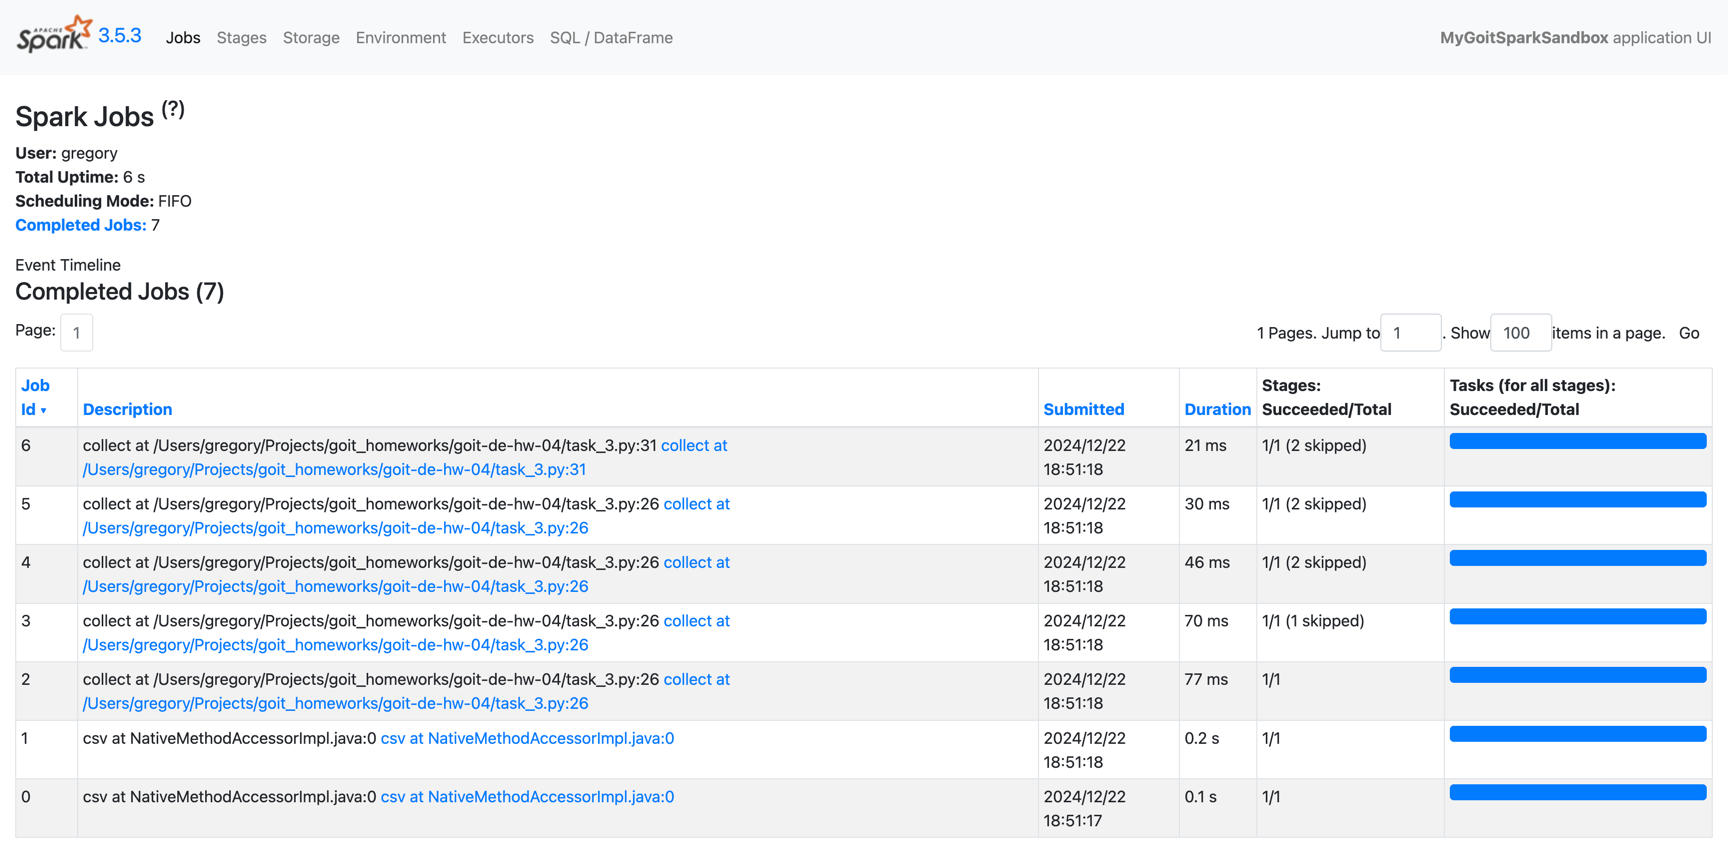 APACHE
Spark 3.5.3 Jobs Stages Storage Environment Executors SQL / DataFrame MyGoitSparkSandbox application UI
Spark Jobs (?)
User: gregory
Total Uptime: 6 s
Scheduling Mode: FIFO
Completed Jobs: 7
Event Timeline
Completed Jobs (7)
Page: 1 1 Pages. Jump to 1 . Show 100 items in a page. Go
Job Id ▾ Description Submitted Duration Stages: Succeeded/Total Tasks (for all stages): Succeeded/Total
6 collect at /Users/gregory/Projects/goit_homeworks/goit-de-hw-04/task_3.py:31 collect at 2024/12/22 21 ms 1/1 (2 skipped)
/Users/gregory/Projects/goit_homeworks/goit-de-hw-04/task_3.py:31 18:51:18
5 collect at /Users/gregory/Projects/goit_homeworks/goit-de-hw-04/task_3.py:26 collect at 2024/12/22 30 ms 1/1 (2 skipped)
/Users/gregory/Projects/goit_homeworks/goit-de-hw-04/task_3.py:26 18:51:18
4 collect at /Users/gregory/Projects/goit_homeworks/goit-de-hw-04/task_3.py:26 collect at 2024/12/22 46 ms 1/1 (2 skipped)
/Users/gregory/Projects/goit_homeworks/goit-de-hw-04/task_3.py:26 18:51:18
3 collect at /Users/gregory/Projects/goit_homeworks/goit-de-hw-04/task_3.py:26 collect at 2024/12/22 70 ms 1/1 (1 skipped)
/Users/gregory/Projects/goit_homeworks/goit-de-hw-04/task_3.py:26 18:51:18
2 collect at /Users/gregory/Projects/goit_homeworks/goit-de-hw-04/task_3.py:26 collect at 2024/12/22 77 ms 1/1
/Users/gregory/Projects/goit_homeworks/goit-de-hw-04/task_3.py:26 18:51:18
1 csv at NativeMethodAccessorImpl.java:0 csv at NativeMethodAccessorImpl.java:0 2024/12/22 0.2 s 1/1
18:51:18
0 csv at NativeMethodAccessorImpl.java:0 csv at NativeMethodAccessorImpl.java:0 2024/12/22 0.1 s 1/1
18:51:17